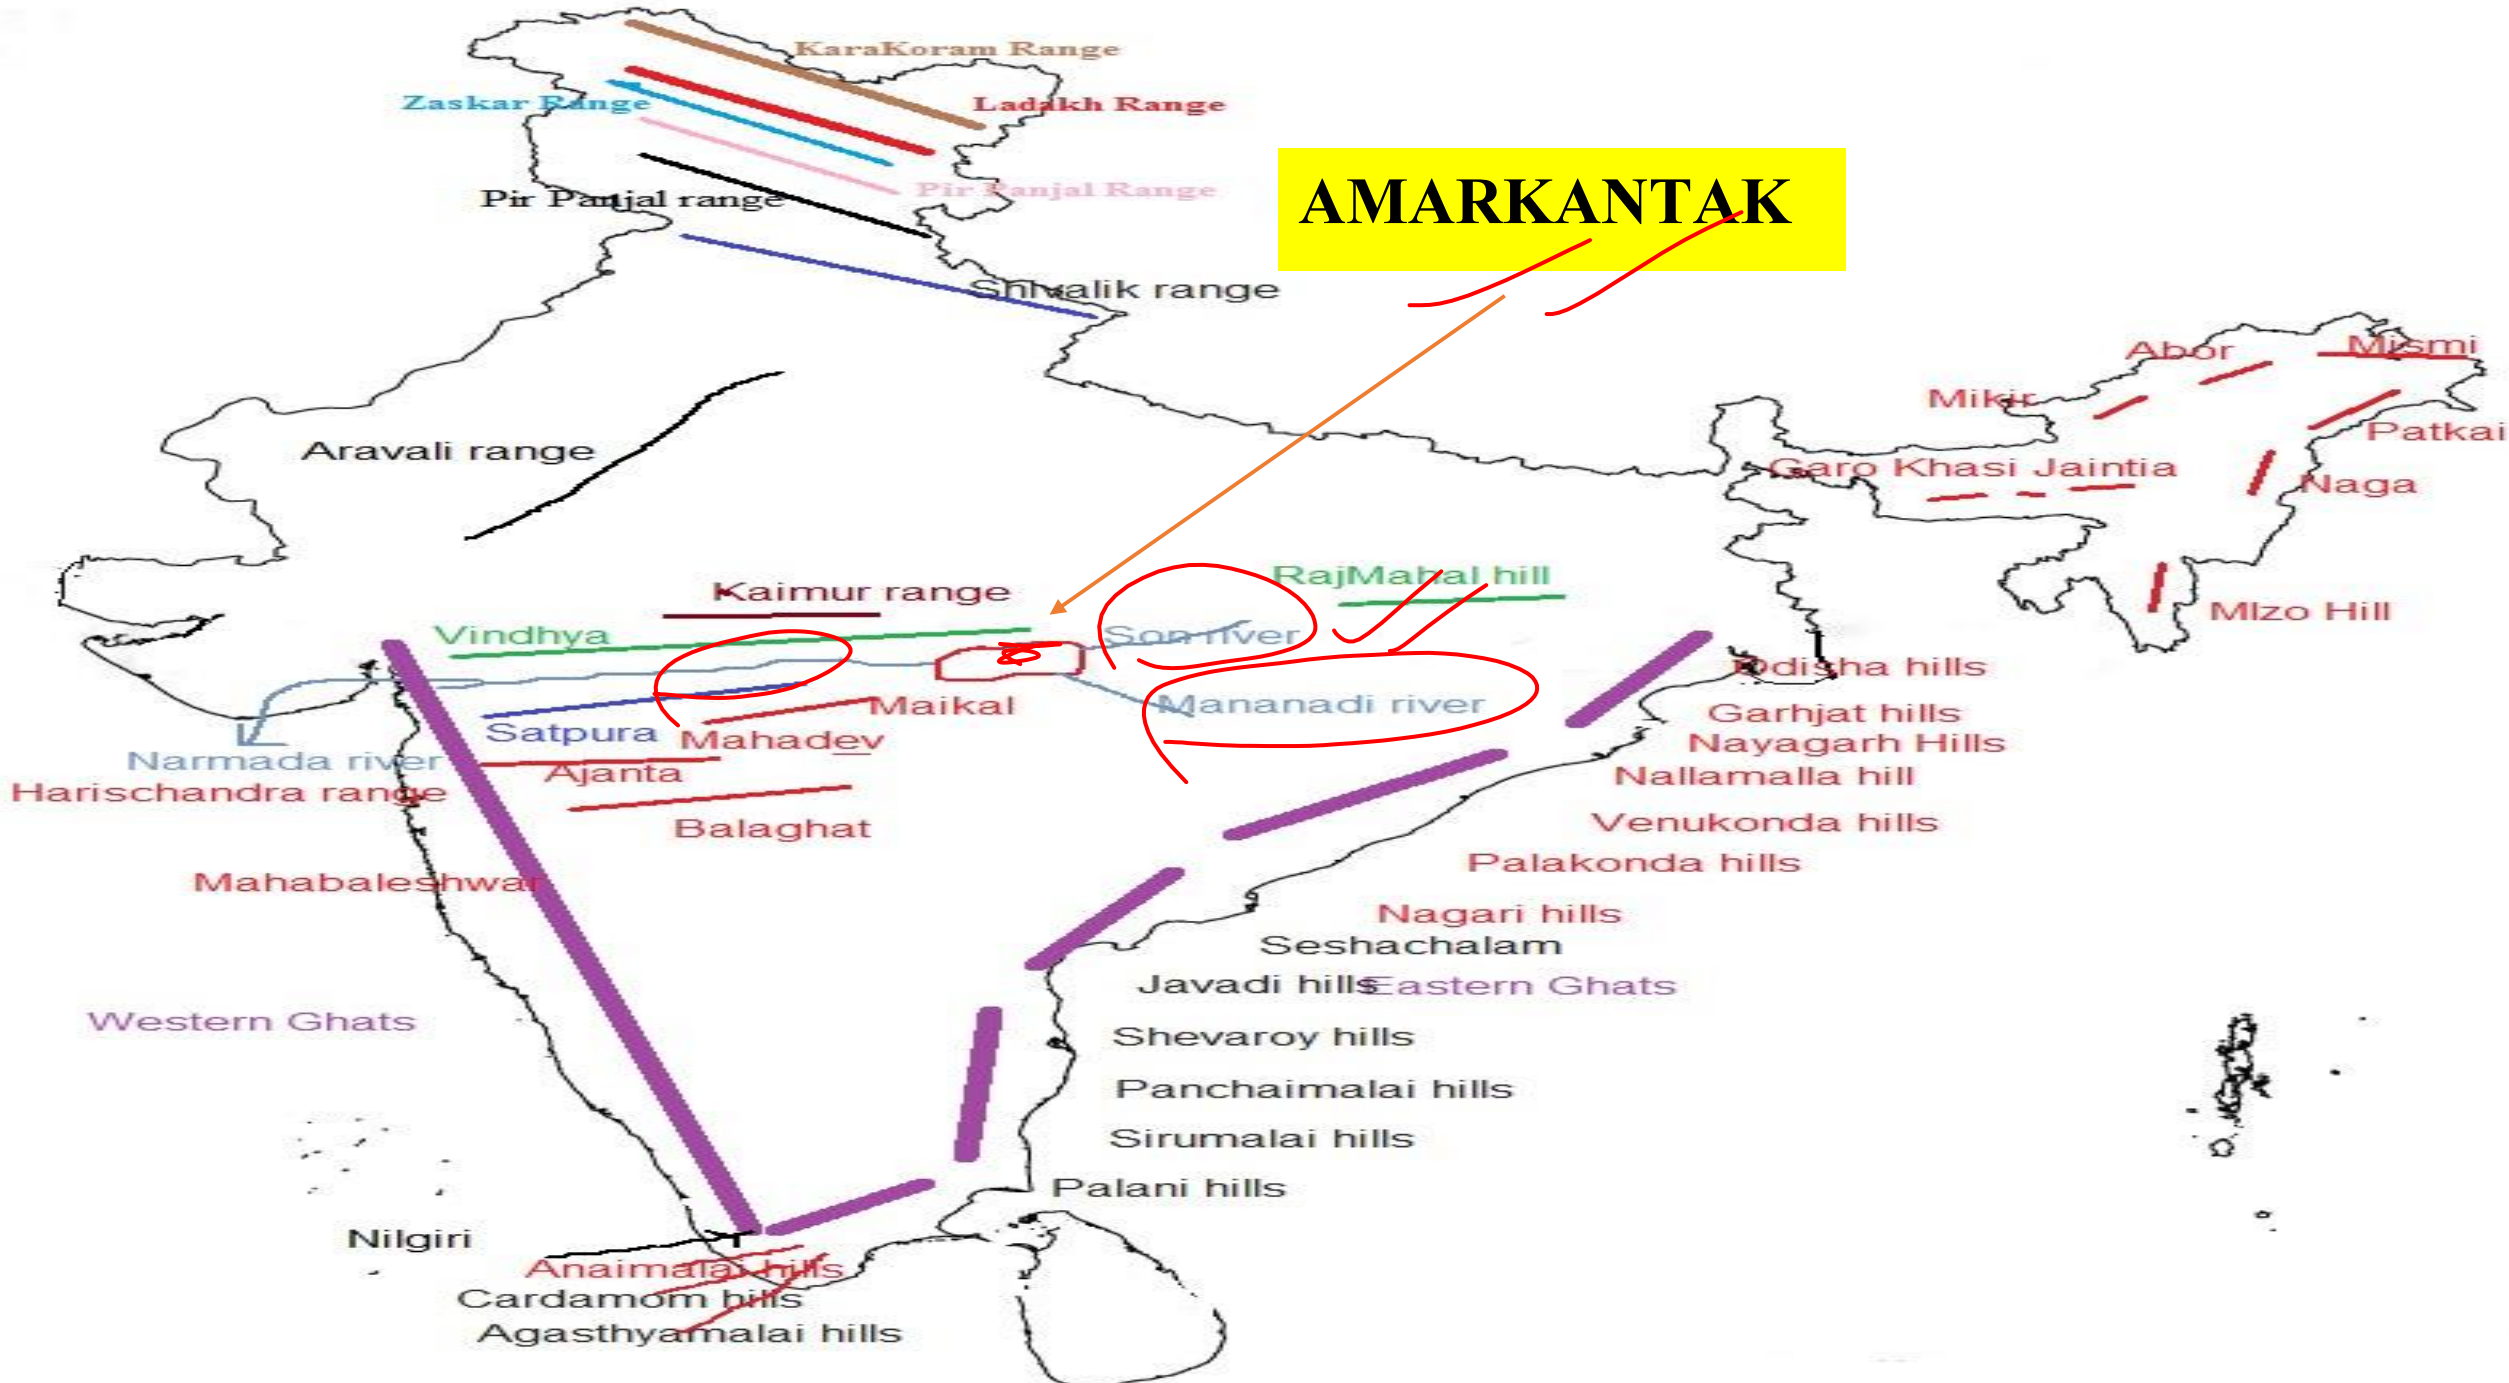 KaraKoram Range
Zaskar Range
Ladakh Range
Pir Panjal range
Pir Panjal Range
AMARKANTAK
Shivalik range
Abor
Mismi
Mikir
Patkai
Aravali range
Garo Khasi Jaintia
Naga
Kaimur range
RajMahal hill
MIzo Hill
Vindhya
Son river
Odisha hills
Maikal
Mananadi river
Garhjat hills
Satpura
Mahadev
Nayagarh Hills
Narmada river
Ajanta
Nallamalla hill
Harischandra range
Balaghat
Venukonda hills
Palakonda hills
Mahabaleshwar
Nagari hills
Seshachalam
Javadi hills
Eastern Ghats
Western Ghats
Shevaroy hills
Panchaimalai hills
Sirumalai hills
Palani hills
Nilgiri
Anaimalai hills
Cardamom hills
Agasthyamalai hills